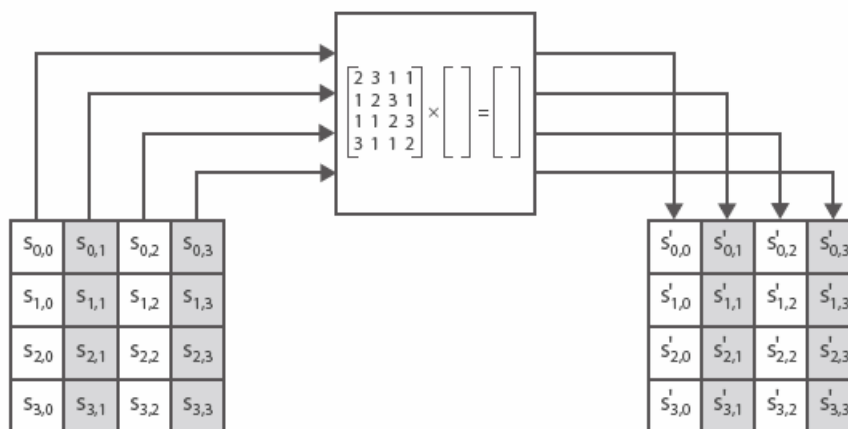 2 3 1 1
1 2 3 1
1 1 2 3
3 1 1 2
× =
s0,0 s0,1 s0,2 s0,3
s1,0 s1,1 s1,2 s1,3
s2,0 s2,1 s2,2 s2,3
s3,0 s3,1 s3,2 s3,3
s'0,0 s'0,1 s'0,2 s'0,3
s'1,0 s'1,1 s'1,2 s'1,3
s'2,0 s'2,1 s'2,2 s'2,3
s'3,0 s'3,1 s'3,2 s'3,3